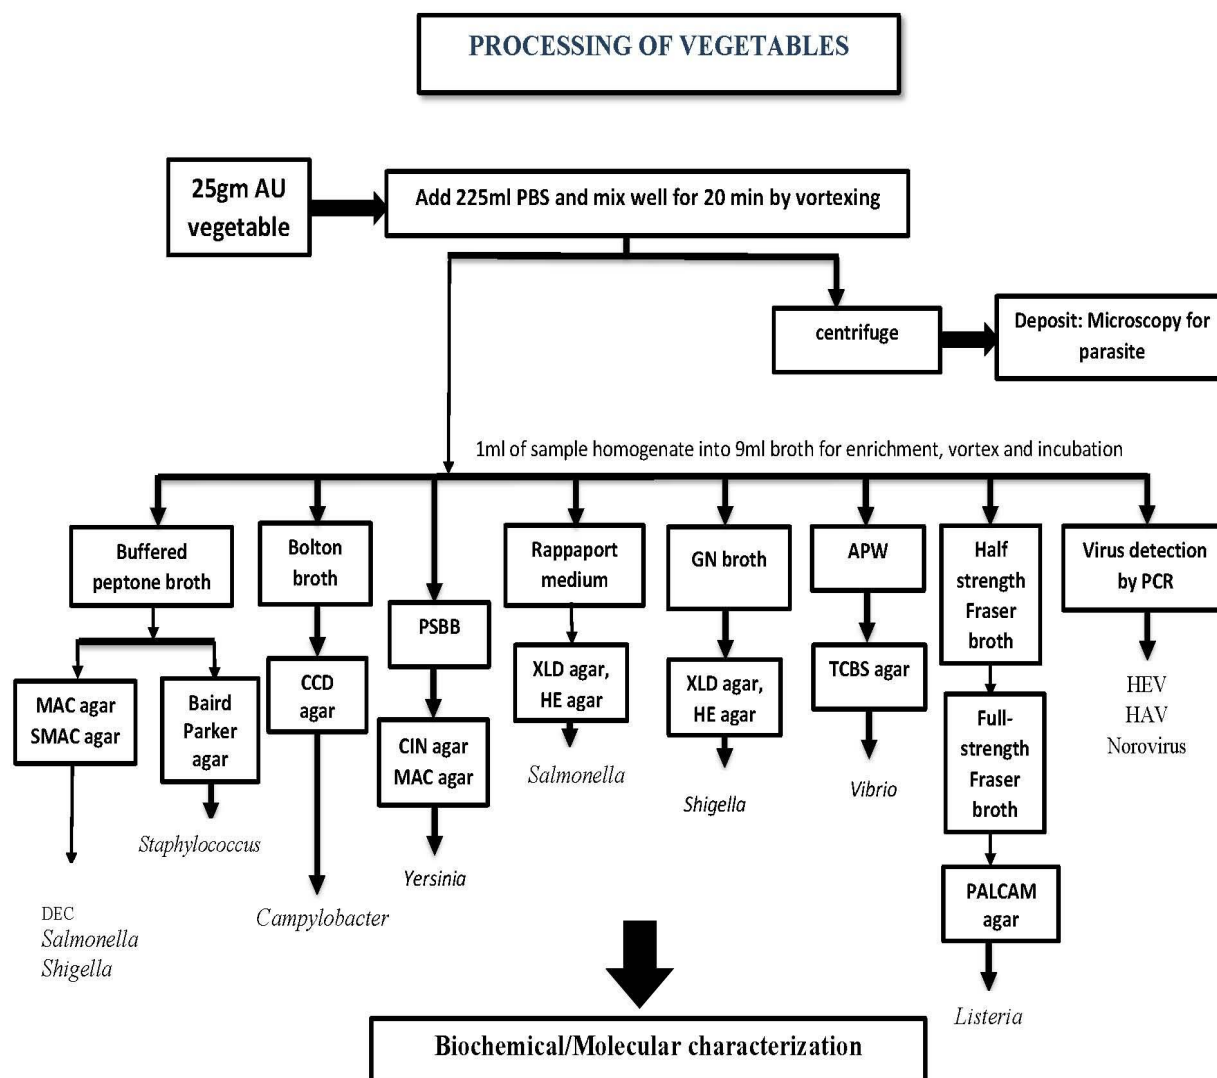 PROCESSING OF VEGETABLES
25gm AU
vegetable
Add 225ml PBS and mix well for 20 min by vortexing
centrifuge
Deposit: Microscopy for
parasite
1ml of sample homogenate into 9ml broth for enrichment, vortex and incubation
Buffered
peptone broth
MAC agar
SMAC agar
DEC
Salmonella
Shigella
Baird
Parker
agar
Staphylococcus
Bolton
broth
CCD
agar
Campylobacter
PSBB
CIN agar
MAC agar
Yersinia
Rappaport
medium
XLD agar,
HE agar
Salmonella
GN broth
XLD agar,
HE agar
Shigella
APW
TCBS agar
Vibrio
Half
strength
Fraser
broth
Full-
strength
Fraser
broth
PALCAM
agar
Listeria
Virus detection
by PCR
HEV
HAV
Norovirus
Biochemical/Molecular characterization